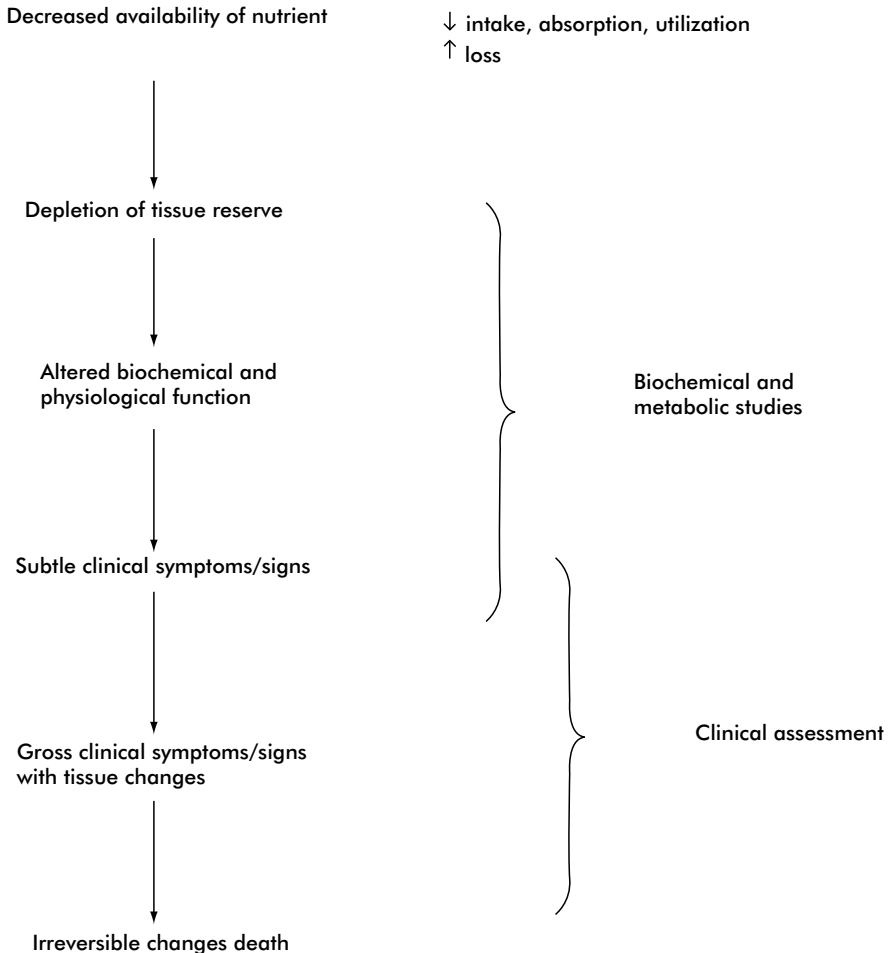 Decreased availability of nutrient
↓ intake, absorption, utilization
↑ loss
Depletion of tissue reserve
Altered biochemical and
physiological function
Biochemical and
metabolic studies
Subtle clinical symptoms/signs
Gross clinical symptoms/signs
with tissue changes
Clinical assessment
Irreversible changes death